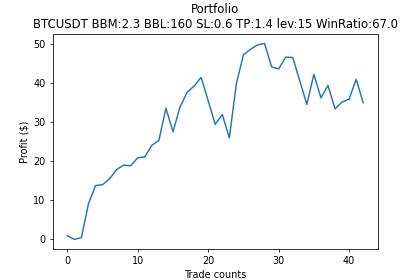 Portfolio
BTCUSDT BBM:2.3 BBL:160 SL:0.6 TP:1.4 lev:15 WinRatio:67.0
50
40
30
20
10
0
Profit ($)
0 10 20 30 40
Trade counts